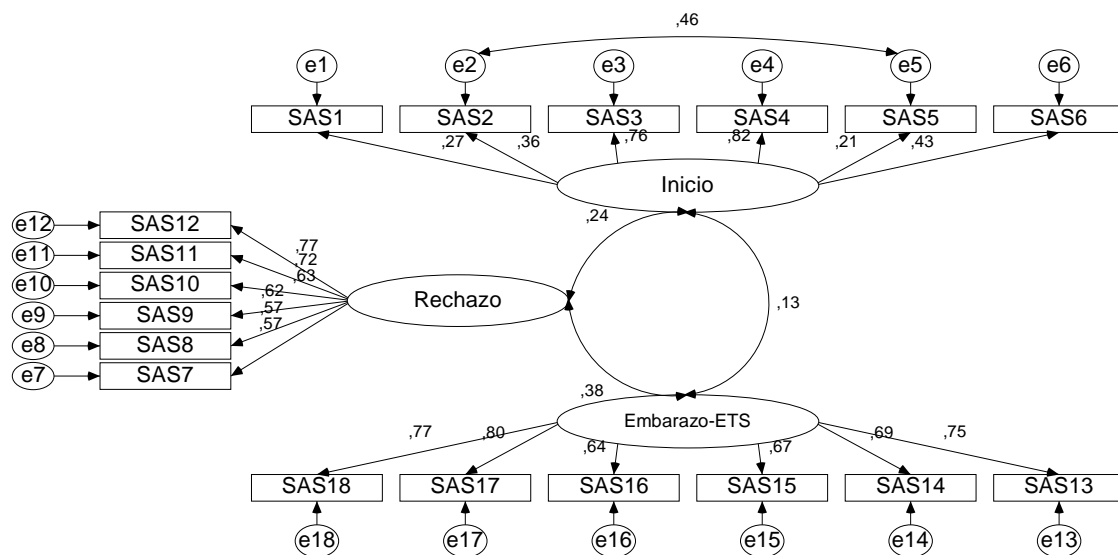 ,46
e1 e2 e3 e4 e5 e6
SAS1 SAS2 SAS3 SAS4 SAS5 SAS6
,27 ,36 ,76 ,82 ,21 ,43
Inicio
,24
e12 SAS12
,77
e11 SAS11
,72
e10 SAS10
,63
e9 SAS9
,62
e8 SAS8
,57
e7 SAS7
,57
Rechazo
,13
,38
Embarazo-ETS
,77 ,80 ,64 ,67 ,69 ,75
SAS18 SAS17 SAS16 SAS15 SAS14 SAS13
e18 e17 e16 e15 e14 e13